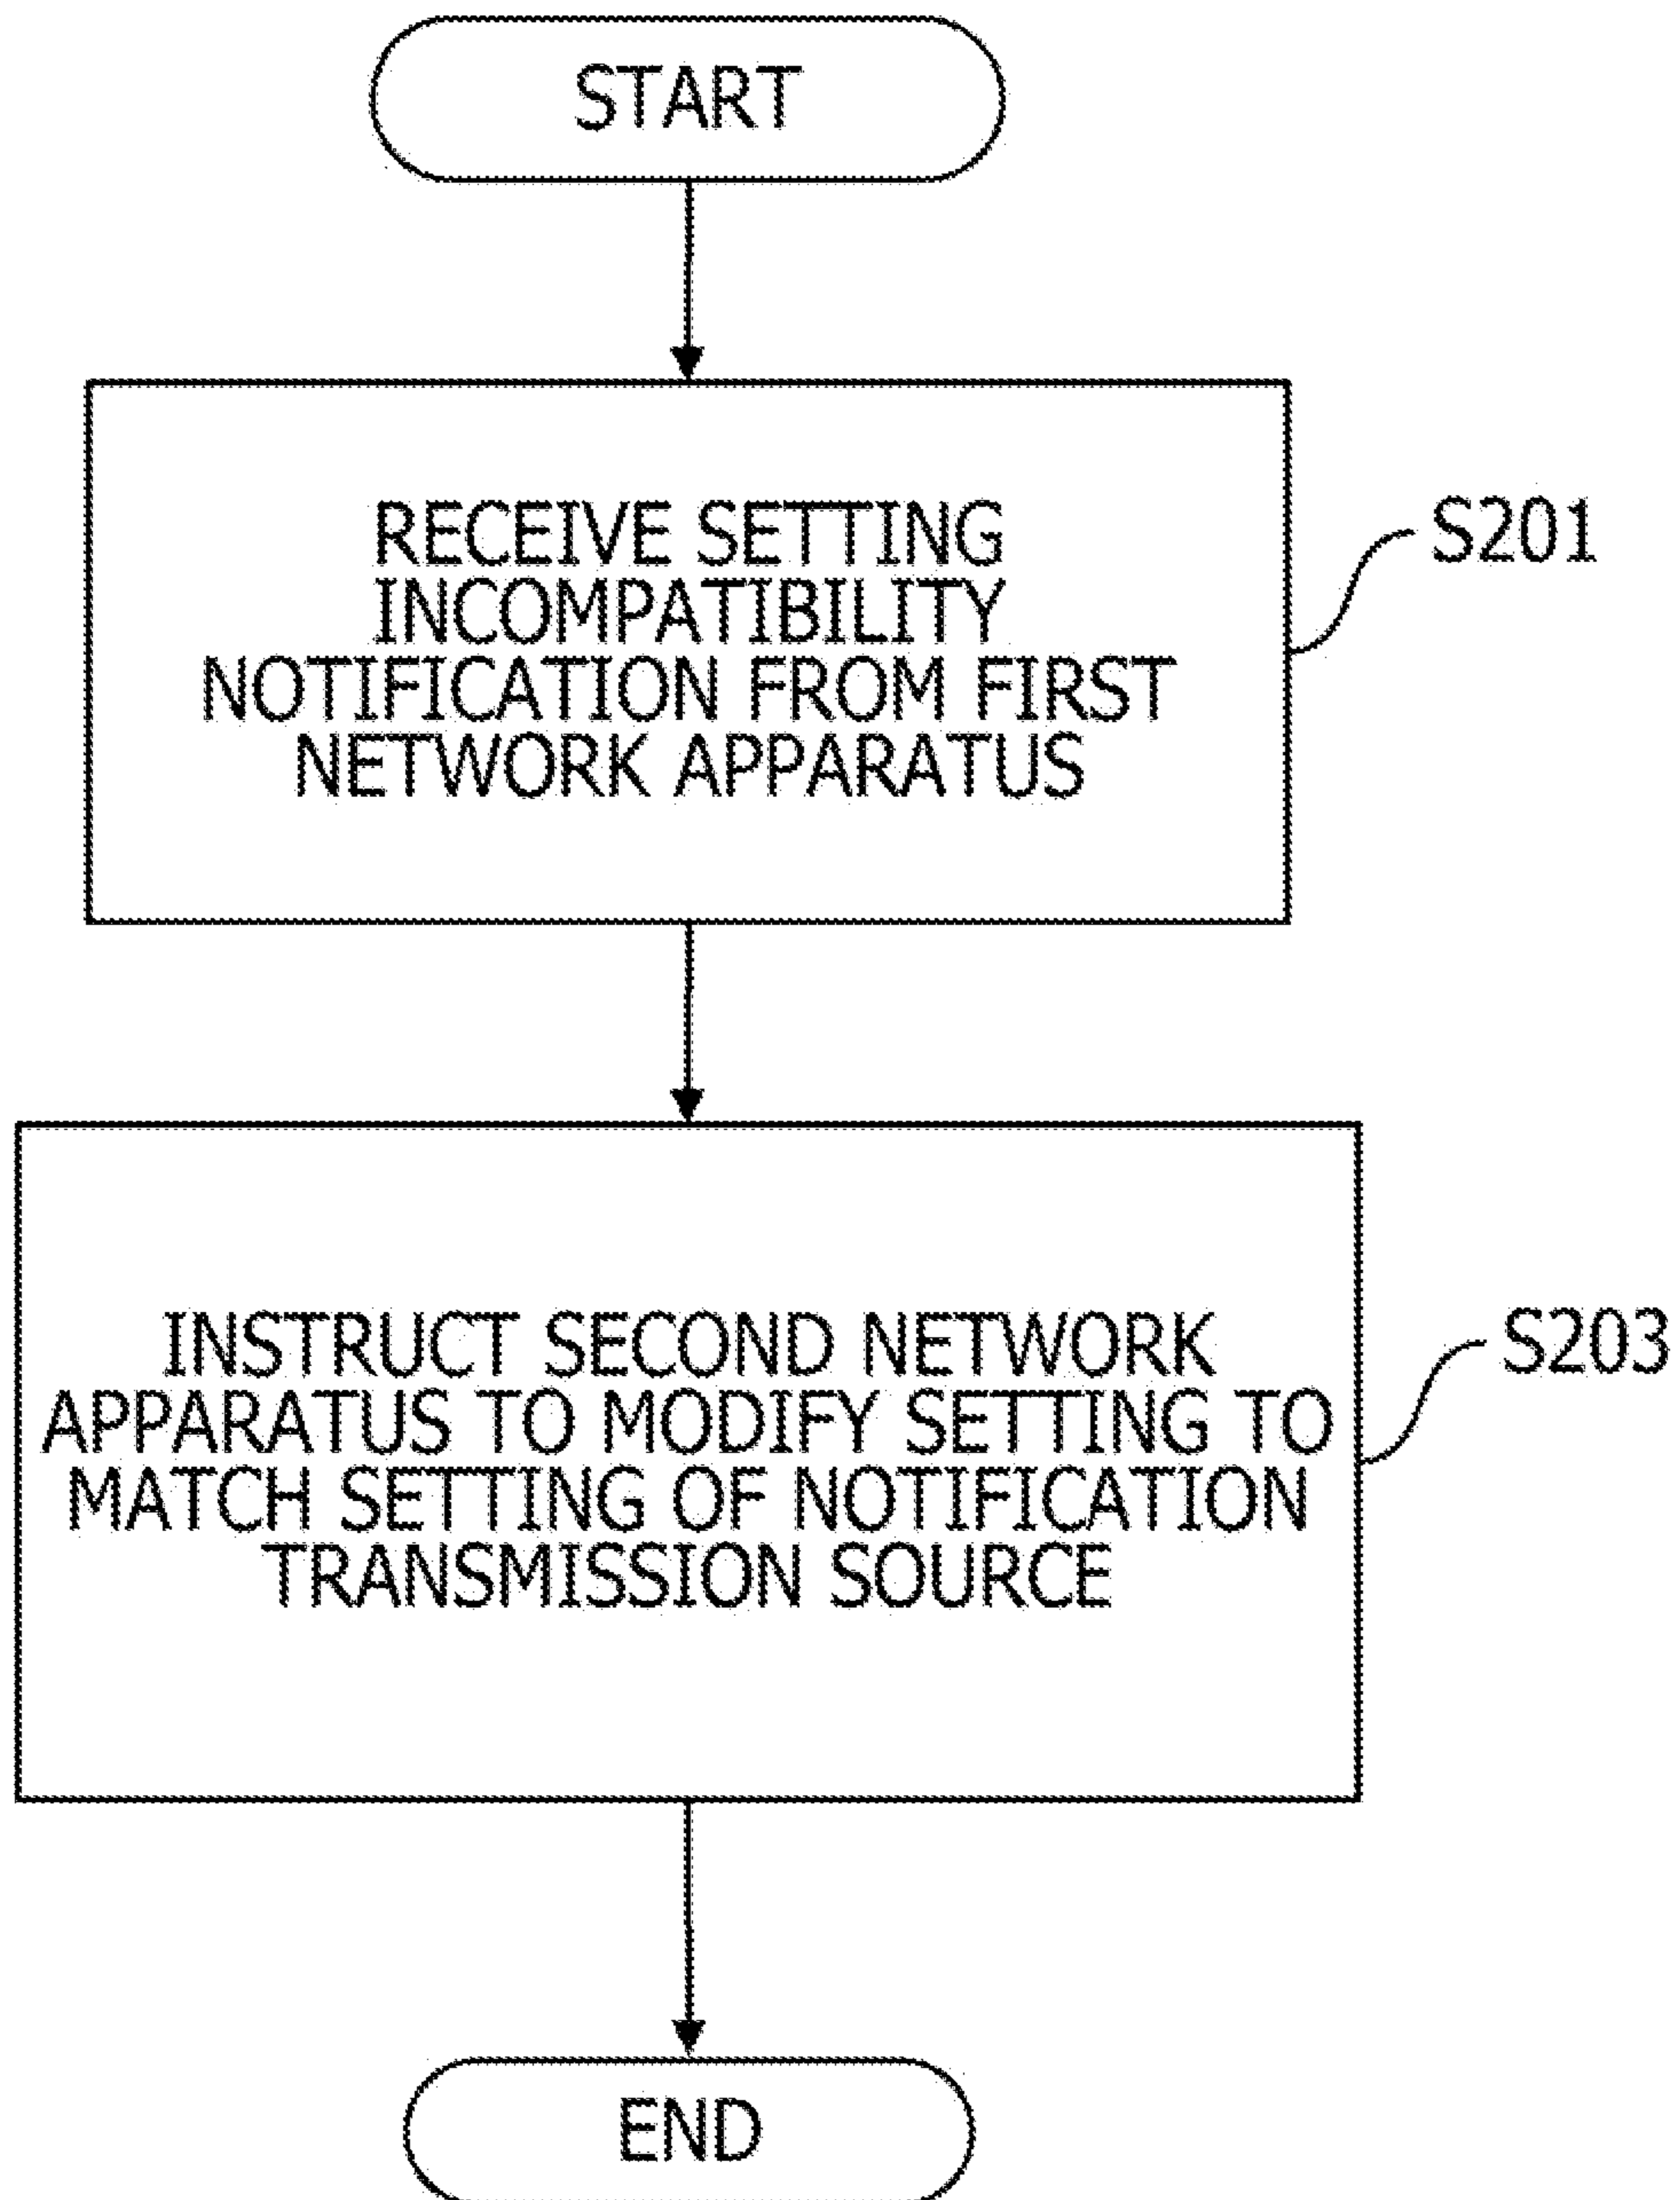 START
RECEIVE SETTING
INCOMPATIBILITY
NOTIFICATION FROM FIRST
NETWORK APPARATUS
S201
INSTRUCT SECOND NETWORK
APPARATUS TO MODIFY SETTING TO
MATCH SETTING OF NOTIFICATION
TRANSMISSION SOURCE
S203
END